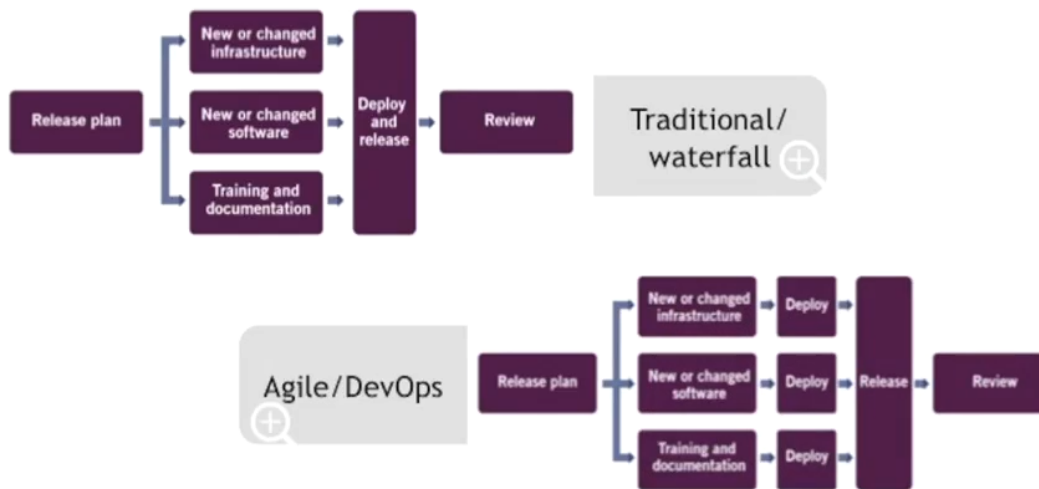 New or changed
infrastructure
Release plan
New or changed
software
Deploy
and
release
Review
Training and
documentation
Traditional/
waterfall
Agile/DevOps
Release plan
New or changed
infrastructure
Deploy
New or changed
software
Deploy
Release
Review
Training and
documentation
Deploy